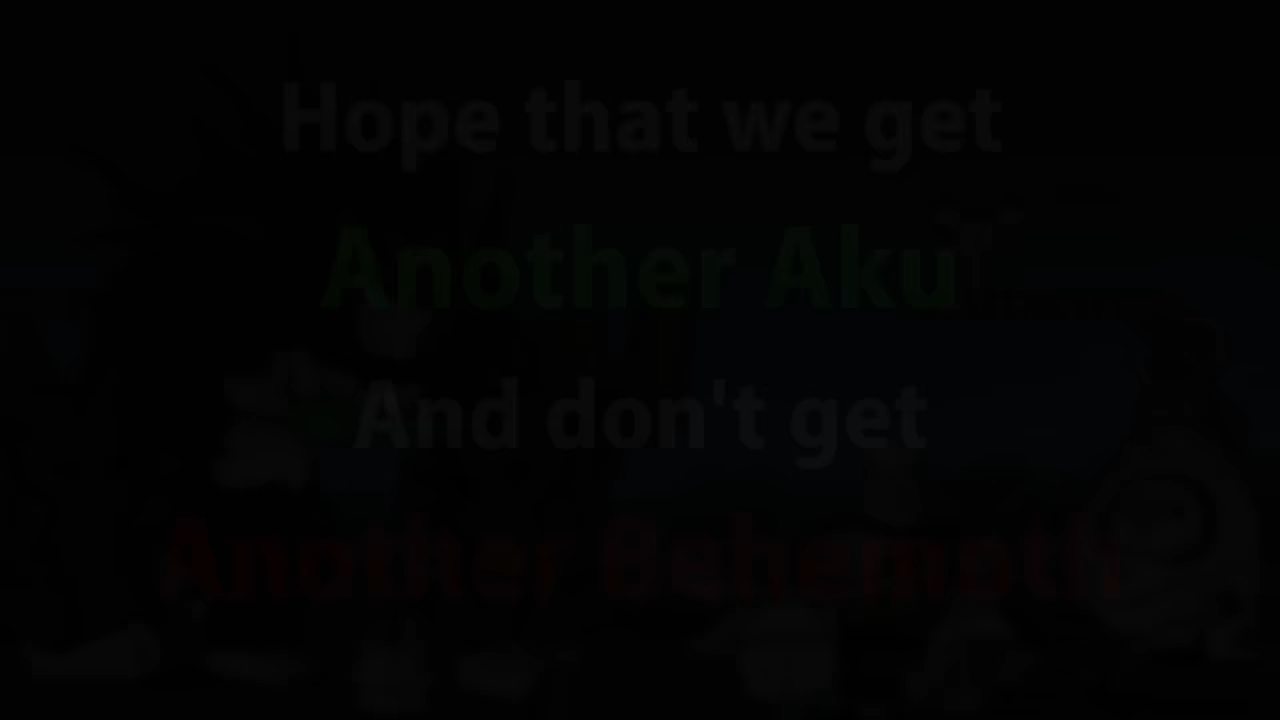 Hope that we get
Another Aku
And don't get
Another Behemoth